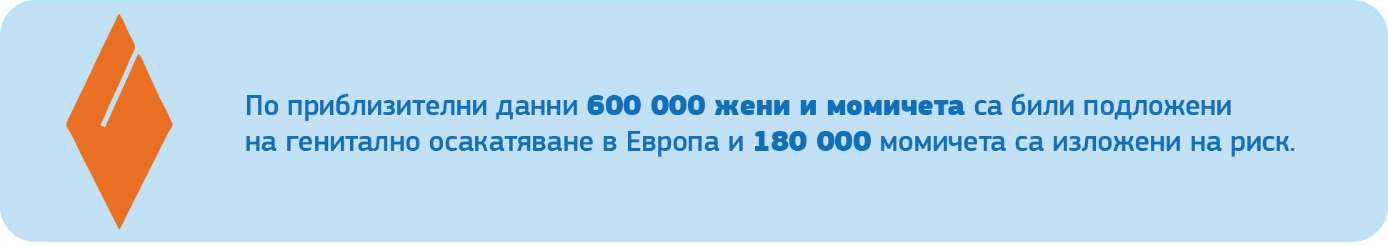 По приблизителни данни 600 000 жени и момичета са били подложени
на генитално осакатяване в Европа и 180 000 момичета са изложени на риск.